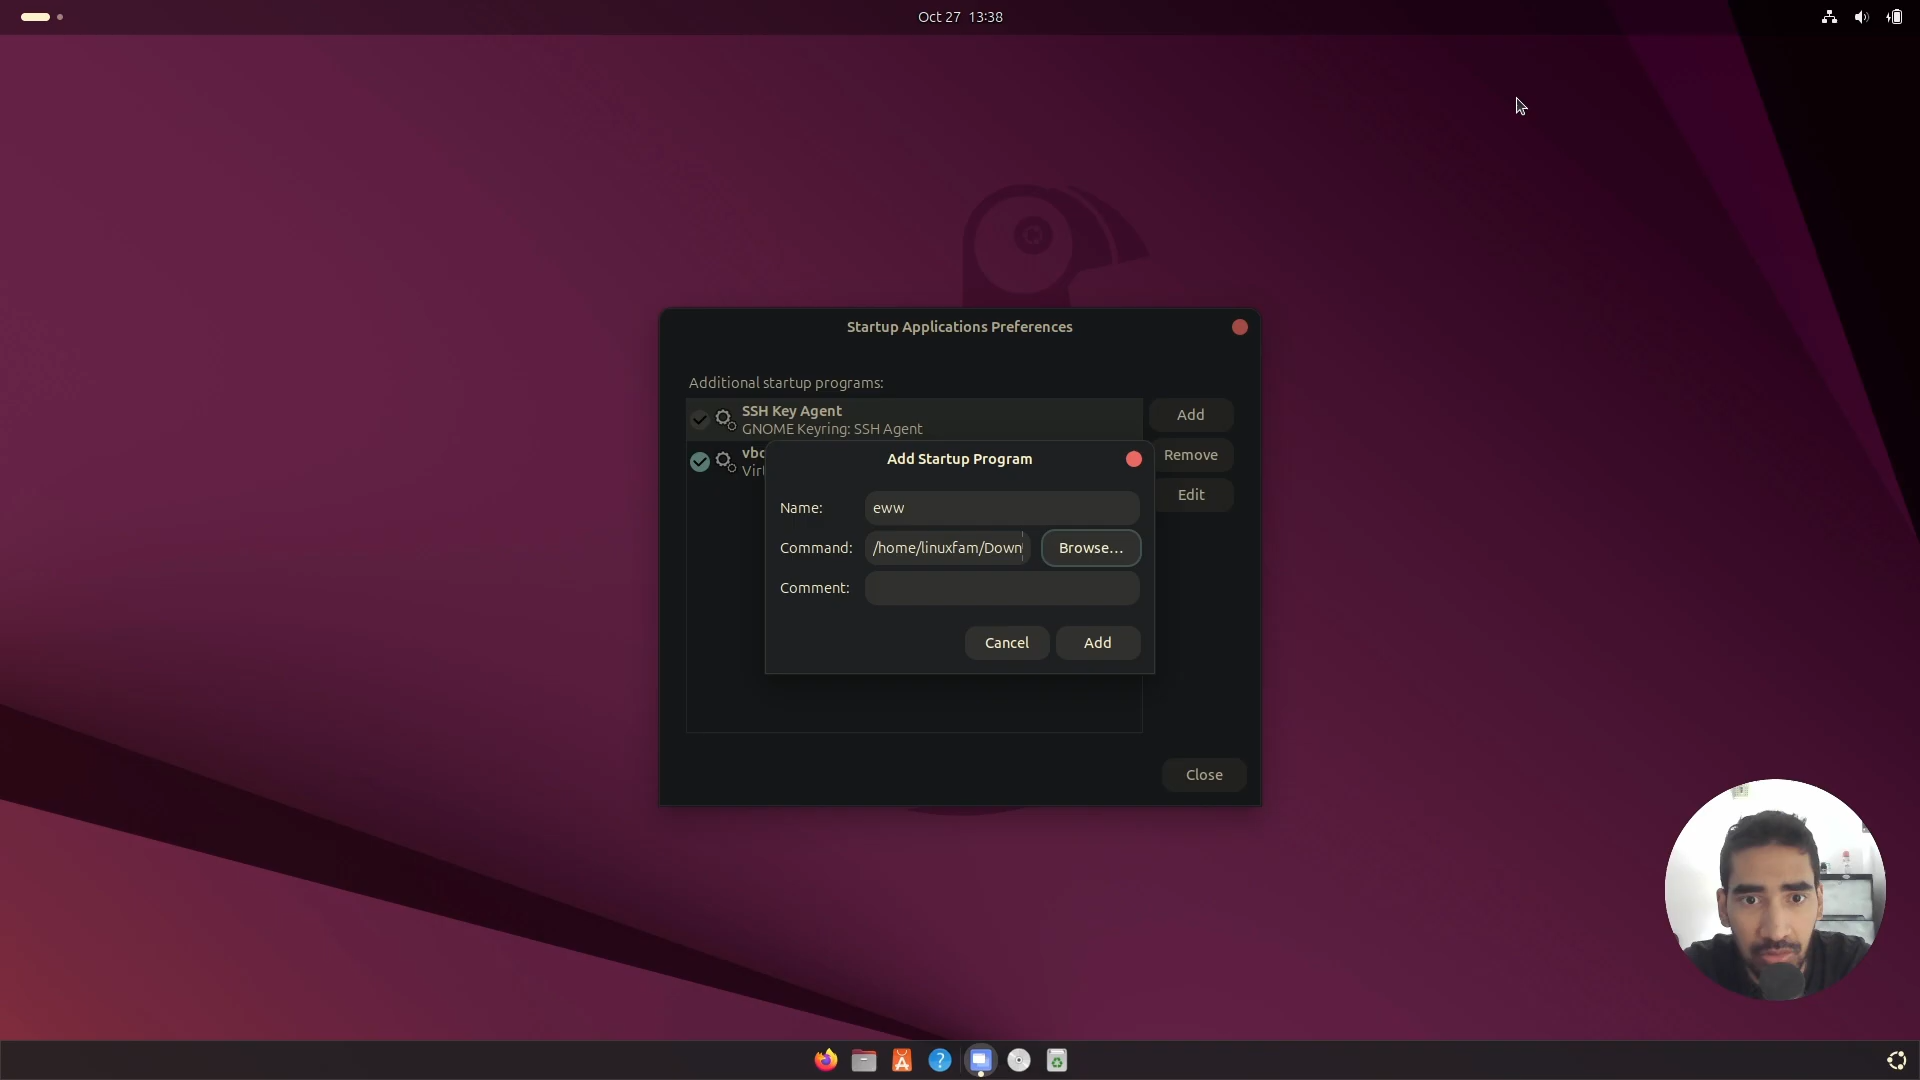 Oct 27 13:38
Startup Applications Preferences
Additional startup programs:
SSH Key Agent
GNOME Keyring: SSH Agent
Add
Remove
Edit
Add Startup Program
Name: eww
Command: /home/linuxfam/Down Browse...
Comment:
Cancel Add
Close